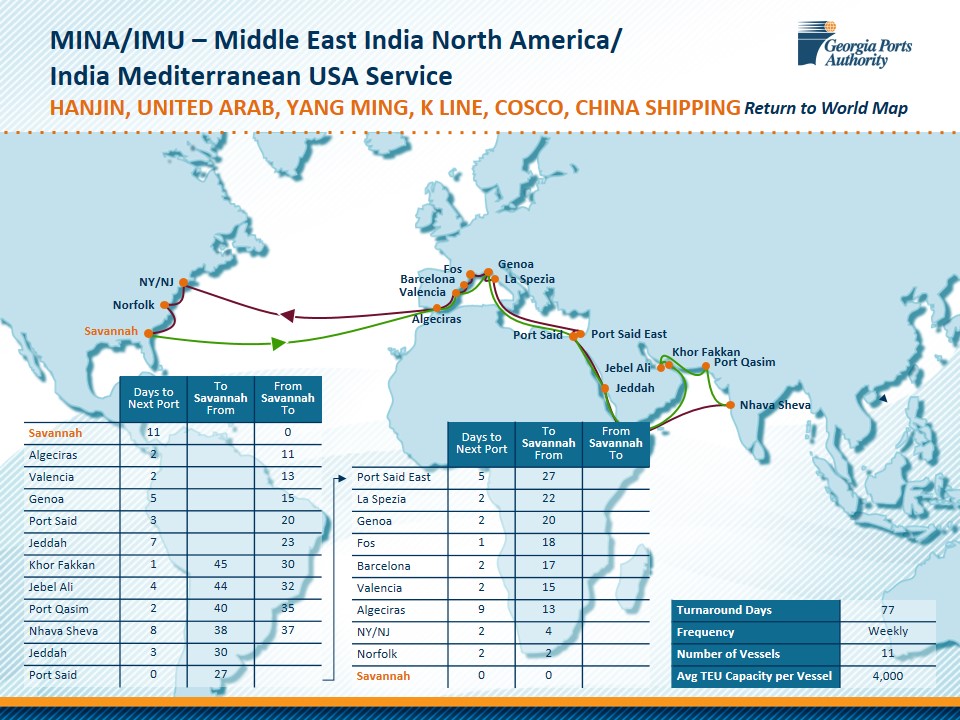 MINA/IMU – Middle East India North America/
India Mediterranean USA Service
HANJIN, UNITED ARAB, YANG MING, K LINE, COSCO, CHINA SHIPPING
Return to World Map
Georgia Ports
Authority
Fos
Genoa
Barcelona
La Spezia
Valencia
Algeciras
NY/NJ
Norfolk
Savannah
Port Said
Port Said East
Khor Fakkan
Jebel Ali
Port Qasim
Jeddah
Nhava Sheva
Days to Next Port To Savannah From From Savannah To
Savannah 11 0
Algeciras 2 11
Valencia 2 13
Genoa 5 15
Port Said 3 20
Jeddah 7 23
Khor Fakkan 1 45 30
Jebel Ali 4 44 32
Port Qasim 2 40 35
Nhava Sheva 8 38 37
Jeddah 3 30
Port Said 0 27
Days to Next Port To Savannah From From Savannah To
Port Said East 5 27
La Spezia 2 22
Genoa 2 20
Fos 1 18
Barcelona 2 17
Valencia 2 15
Algeciras 9 13
NY/NJ 2 4
Norfolk 2 2
Savannah 0 0
Turnaround Days 77
Frequency Weekly
Number of Vessels 11
Avg TEU Capacity per Vessel 4,000